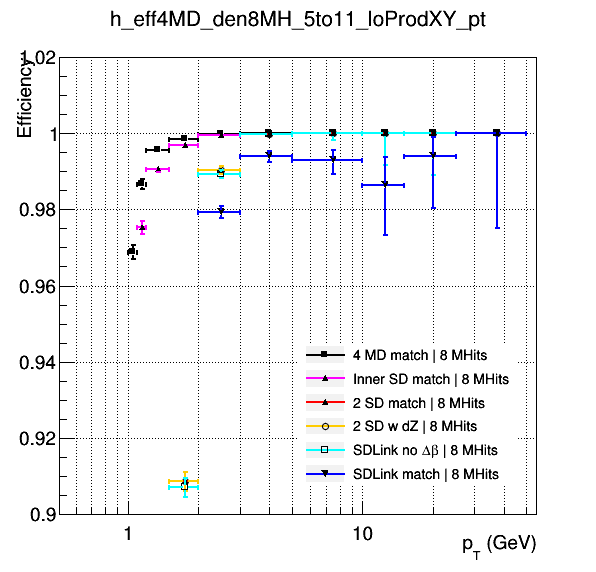 h_eff4MD_den8MH_5to11_loProdXY_pt
Efficiency
1.02
1
0.98
0.96
0.94
0.92
0.9
4 MD match | 8 MHits
Inner SD match | 8 MHits
2 SD match | 8 MHits
2 SD w dZ | 8 MHits
SDLink no Δβ | 8 MHits
SDLink match | 8 MHits
1
10
p_T (GeV)